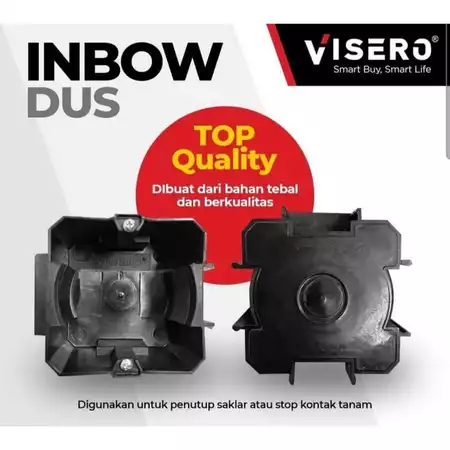 INBOW
DUS
VISERO®
Smart Buy, Smart Life
TOP
Quality
DIbuat dari bahan tebal
dan berkualitas
Digunakan untuk penutup saklar atau stop kontak tanam